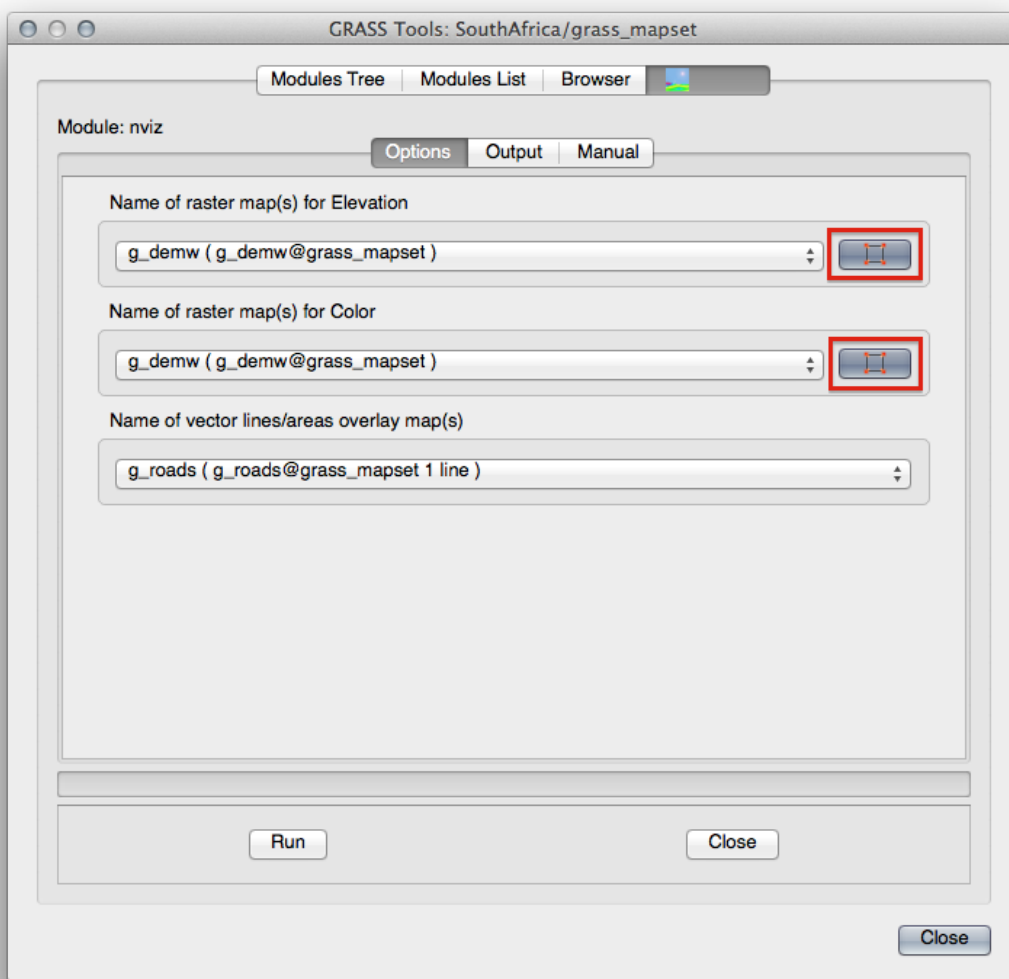 GRASS Tools: SouthAfrica/grass_mapset
Modules Tree Modules List Browser
Module: nviz
Options Output Manual
Name of raster map(s) for Elevation
g_demw ( g_demw@grass_mapset )
Name of raster map(s) for Color
g_demw ( g_demw@grass_mapset )
Name of vector lines/areas overlay map(s)
g_roads ( g_roads@grass_mapset 1 line )
Run Close
Close